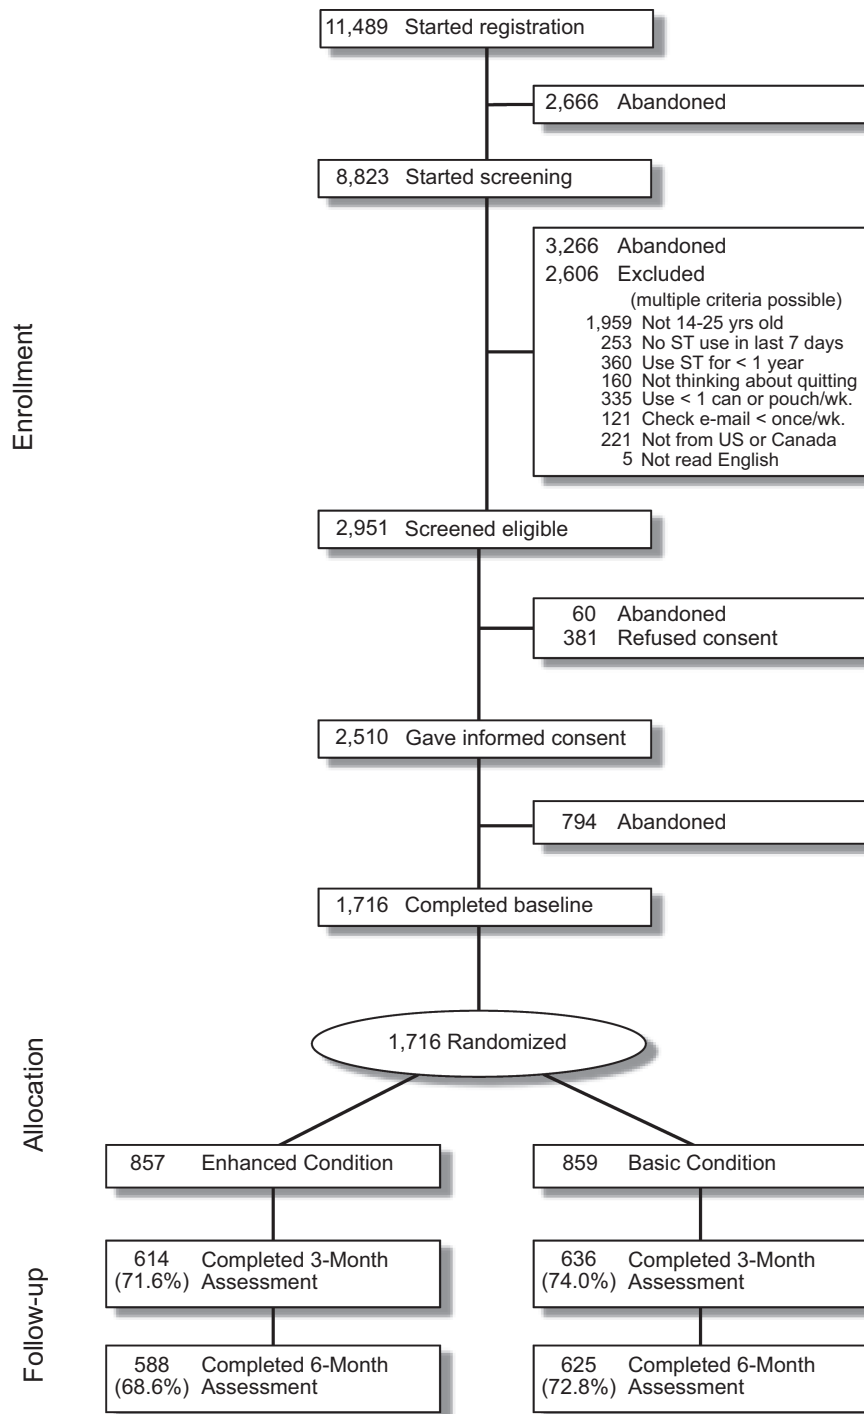 11,489 Started registration
2,666 Abandoned
8,823 Started screening
3,266 Abandoned
2,606 Excluded
(multiple criteria possible)
1,959 Not 14-25 yrs old
253 No ST use in last 7 days
360 Use ST for < 1 year
160 Not thinking about quitting
335 Use < 1 can or pouch/wk.
121 Check e-mail < once/wk.
221 Not from US or Canada
5 Not read English
Enrollment
2,951 Screened eligible
60 Abandoned
381 Refused consent
2,510 Gave informed consent
794 Abandoned
1,716 Completed baseline
1,716 Randomized
Allocation
857 Enhanced Condition
859 Basic Condition
Follow-up
614 Completed 3-Month
(71.6%) Assessment
636 Completed 3-Month
(74.0%) Assessment
588 Completed 6-Month
(68.6%) Assessment
625 Completed 6-Month
(72.8%) Assessment